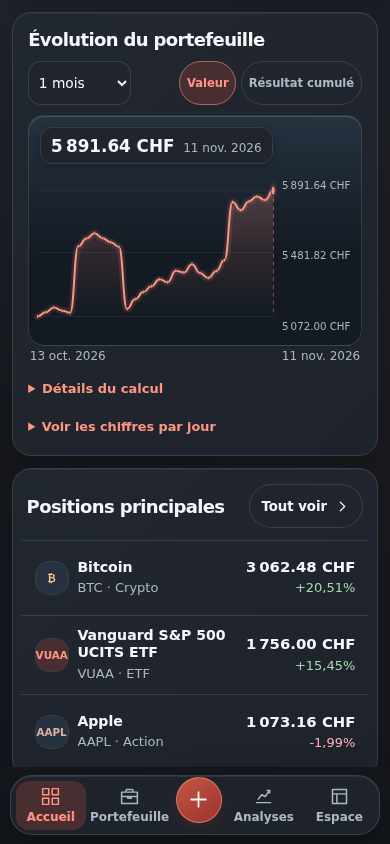 Évolution du portefeuille
1 mois
Valeur
Résultat cumulé
5 891.64 CHF 11 nov. 2026
5 891.64 CHF
5 481.82 CHF
5 072.00 CHF
13 oct. 2026
11 nov. 2026
Détails du calcul
Voir les chiffres par jour
Positions principales
Tout voir
₿
Bitcoin
3 062.48 CHF
BTC · Crypto
+20,51%
VUAA
Vanguard S&P 500
UCITS ETF
1 756.00 CHF
VUAA · ETF
+15,45%
AAPL
Apple
1 073.16 CHF
AAPL · Action
-1,99%
Accueil
Portefeuille
Analyses
Espace